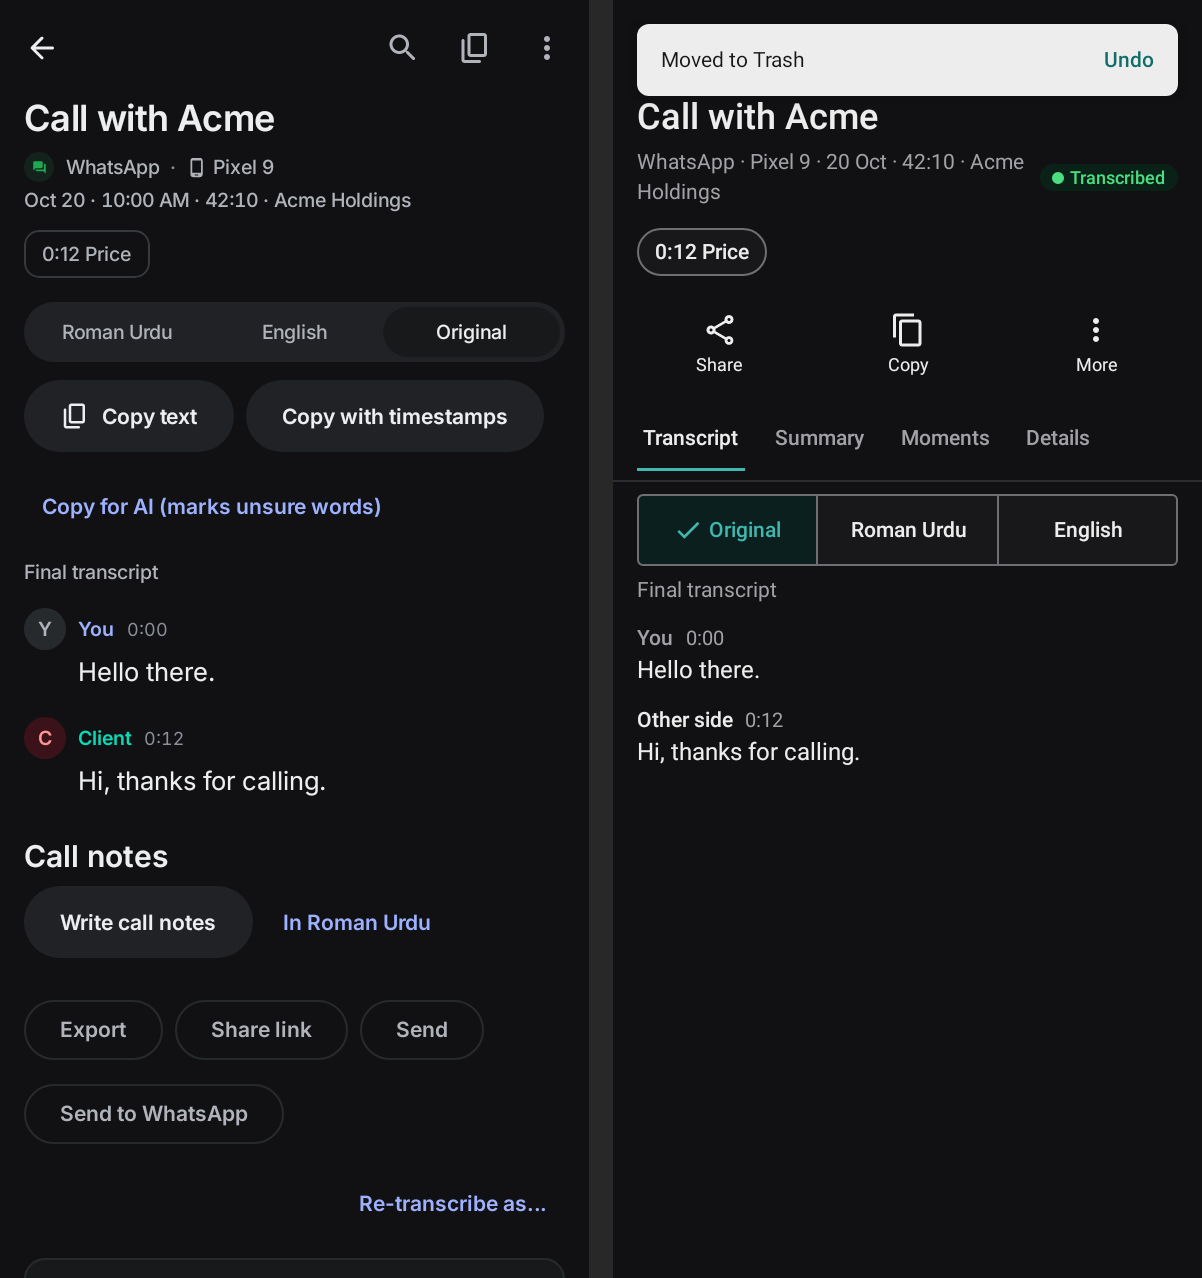 Call with Acme
WhatsApp · Pixel 9
Oct 20 · 10:00 AM · 42:10 · Acme Holdings
0:12 Price
Roman Urdu English Original
Copy text Copy with timestamps
Copy for AI (marks unsure words)
Final transcript
Y You 0:00
Hello there.
C Client 0:12
Hi, thanks for calling.
Call notes
Write call notes In Roman Urdu
Export Share link Send
Send to WhatsApp
Re-transcribe as...
Moved to Trash Undo
Call with Acme
WhatsApp · Pixel 9 · 20 Oct · 42:10 · Acme
Holdings
Transcribed
0:12 Price
Share Copy More
Transcript Summary Moments Details
Original Roman Urdu English
Final transcript
You 0:00
Hello there.
Other side 0:12
Hi, thanks for calling.